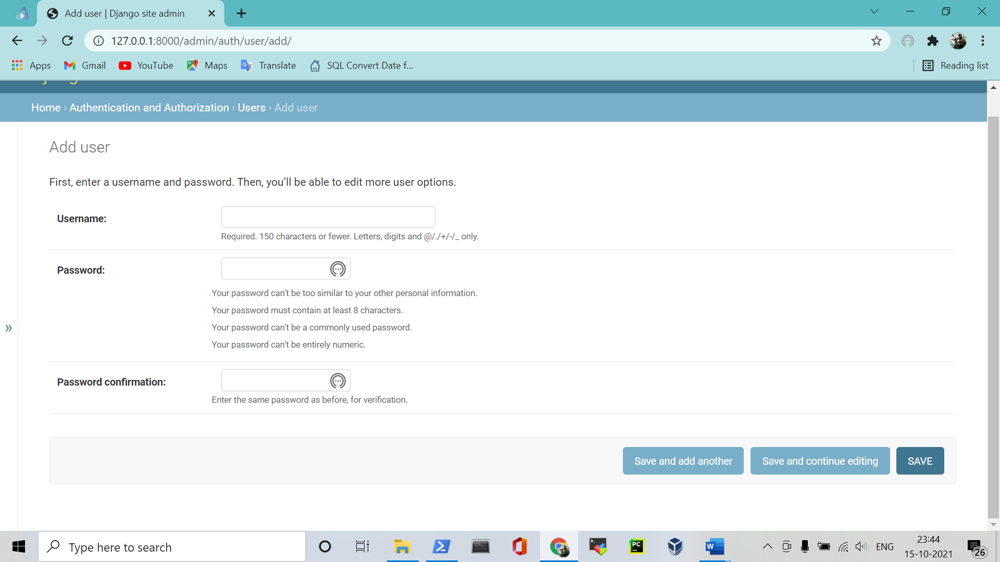 Add user | Django site admin
127.0.0.1:8000/admin/auth/user/add/
Apps Gmail YouTube Maps Translate SQL Convert Date f... Reading list
Home › Authentication and Authorization › Users › Add user
Add user
First, enter a username and password. Then, you’ll be able to edit more user options.
Username:
Required. 150 characters or fewer. Letters, digits and @/./+/-/_ only.
Password:
Your password can’t be too similar to your other personal information.
Your password must contain at least 8 characters.
Your password can’t be a commonly used password.
Your password can’t be entirely numeric.
»
Password confirmation:
Enter the same password as before, for verification.
Save and add another Save and continue editing SAVE
Type here to search
PC
W
ENG
23:44
15-10-2021
26